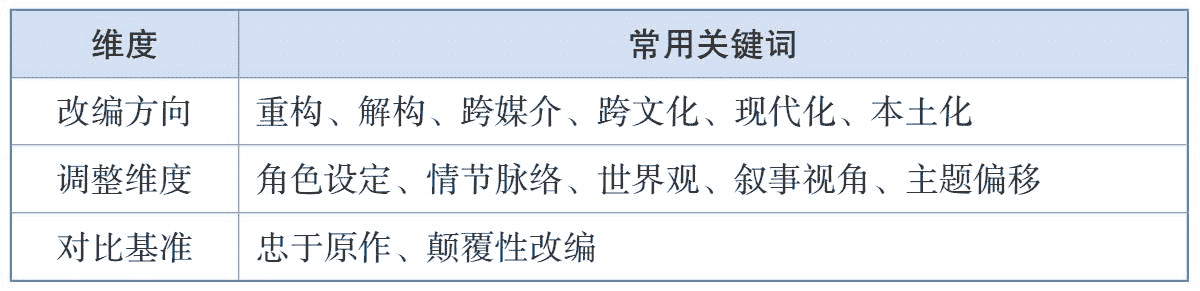 维度 常用关键词
改编方向 重构、解构、跨媒介、跨文化、现代化、本土化
调整维度 角色设定、情节脉络、世界观、叙事视角、主题偏移
对比基准 忠于原作、颠覆性改编